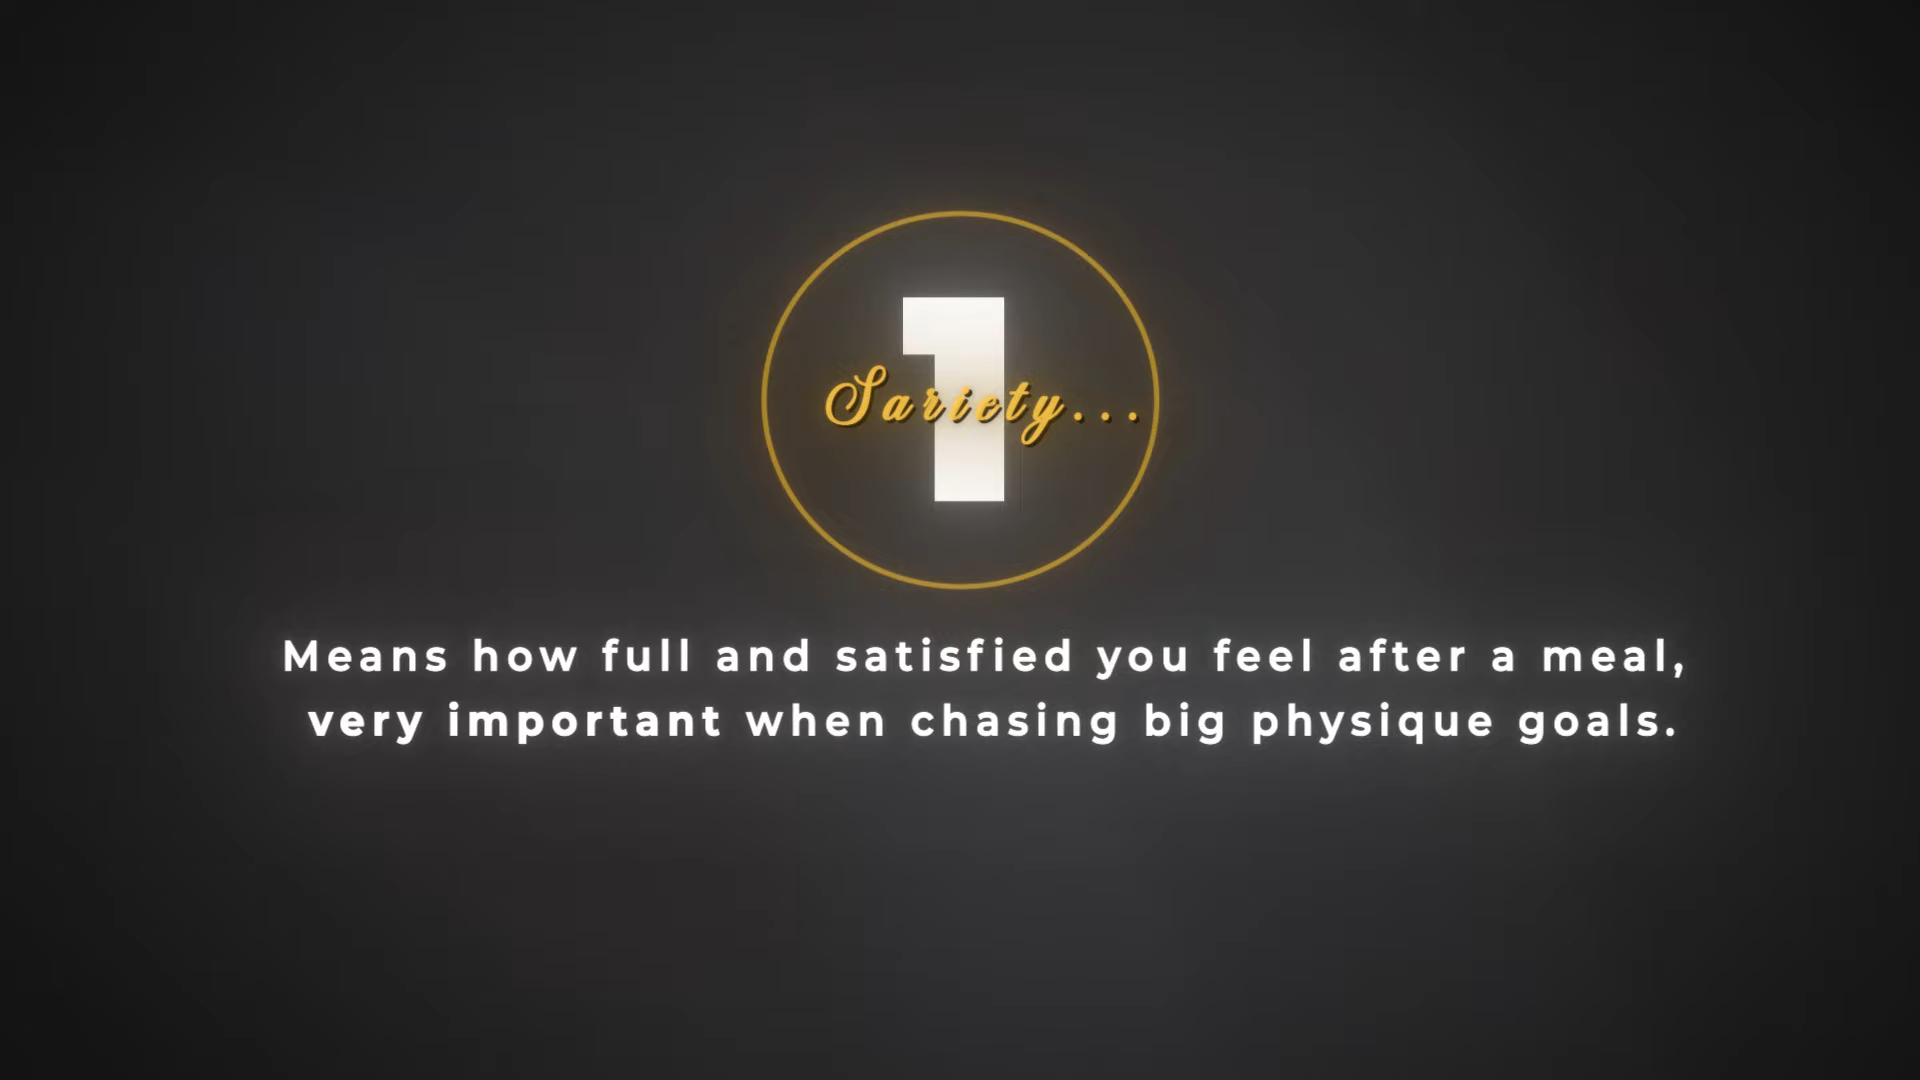 1
Sariety...
Means how full and satisfied you feel after a meal,
very important when chasing big physique goals.